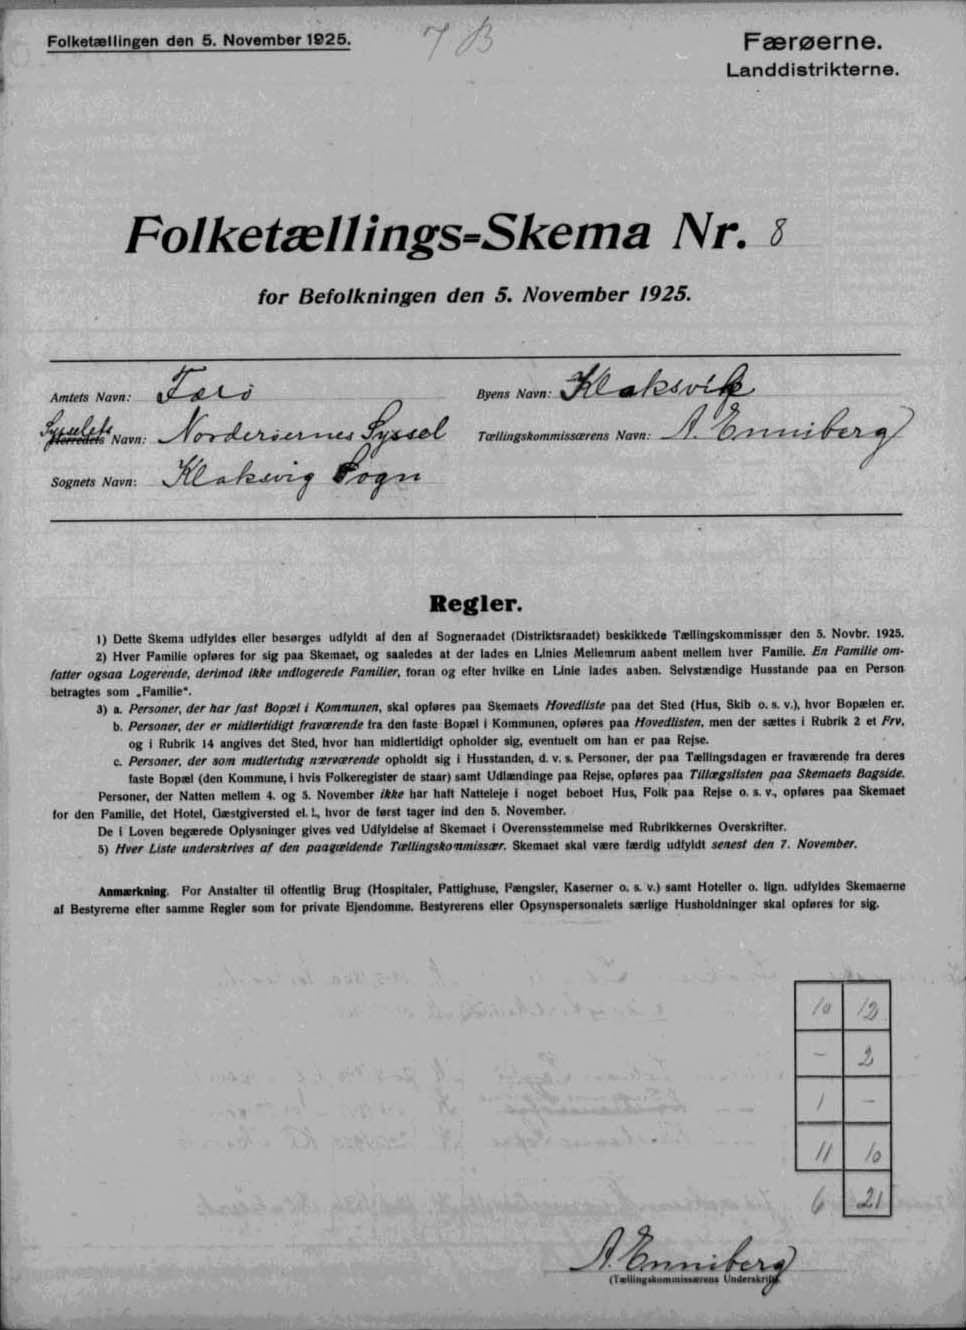 Folketællingen den 5. November 1925.
7 B
Færøerne.
Landdistrikterne.
Folketællings=Skema Nr. 8
for Befolkningen den 5. November 1925.
Amtets Navn: Færö
Byens Navn: Klaksvik
Sysselets
Herredets Navn: Nordersernes Syssel
Tællingskommissærens Navn: A. Enniberg
Sognets Navn: Klaksvig Sogn
Regler.
1) Dette Skema udfyldes eller besørges udfyldt af den af Sogneraadet (Distriktsraadet) beskikkede Tællingskommissær den 5. Novbr. 1925.
2) Hver Familie opføres for sig paa Skemaet, og saaledes at der lades en Linies Mellemrum aabent mellem hver Familie. En Familie om-
fatter ogsaa Logerende, derimod ikke indlogerede Familier, foran og efter hvilke en Linie lades aaben. Selvstændige Husstande paa en Person
betragtes som „Familie“.
3) a. Personer, der har fast Bopæl i Kommunen, skal opføres paa Skemaets Hovedliste paa det Sted (Hus, Skib o. s. v.), hvor Bopælen er.
b. Personer, der er midlertidigt fraværende fra den faste Bopæl i Kommunen, opføres paa Hovedlisten, men der sættes i Rubrik 2 et Frv,
og i Rubrik 14 angives det Sted, hvor han midlertidigt opholder sig, eventuelt om han er paa Rejse.
c. Personer, der som midlertidig nærværende opholdt sig i Husstanden, d. v. s. Personer, der paa Tællingsdagen er fraværende fra deres
faste Bopæl (den Kommune, i hvis Folkeregister de staar) samt Udlændinge paa Rejse, opføres paa Tillægslisten paa Skemaets Bagside.
Personer, der Natten mellem 4. og 5. November ikke har haft Natteleje i noget beboet Hus, Folk paa Rejse o. s. v., opføres paa Skemaet
for den Familie, det Hotel, Gæstgiversted el. l., hvor de først tager ind den 5. November.
De i Loven begærede Oplysninger gives ved Udfyldelse af Skemaet i Overensstemmelse med Rubrikkernes Overskrifter.
5) Hver Liste underskrives af den paagældende Tællingskommissær. Skemaet skal være færdig udfyldt senest den 7. November.
Anmærkning. For Anstalter til offentlig Brug (Hospitaler, Fattighuse, Fængsler, Kaserner o. s. v.) samt Hoteller o. lign. udfyldes Skemaerne
af Bestyrerne efter samme Regler som for private Ejendomme. Bestyrerens eller Opsynspersonalets særlige Husholdninger skal opføres for sig.
10 12
- 2
1 -
11 10
6 21
A. Enniberg
(Tællingskommissærens Underskrift).